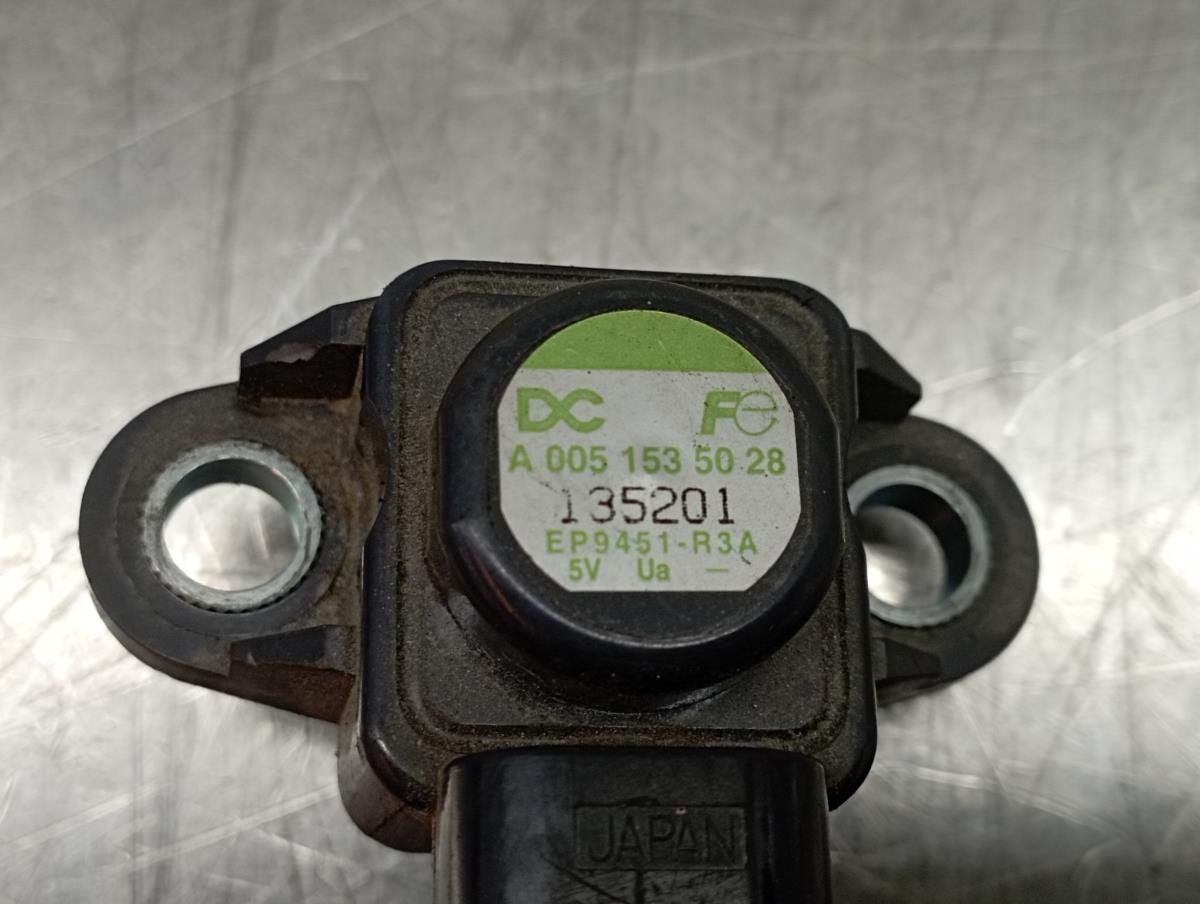 DC Fe
A 005 153 50 28
135201
EP9451-R3A
5V Ua —
JAPAN